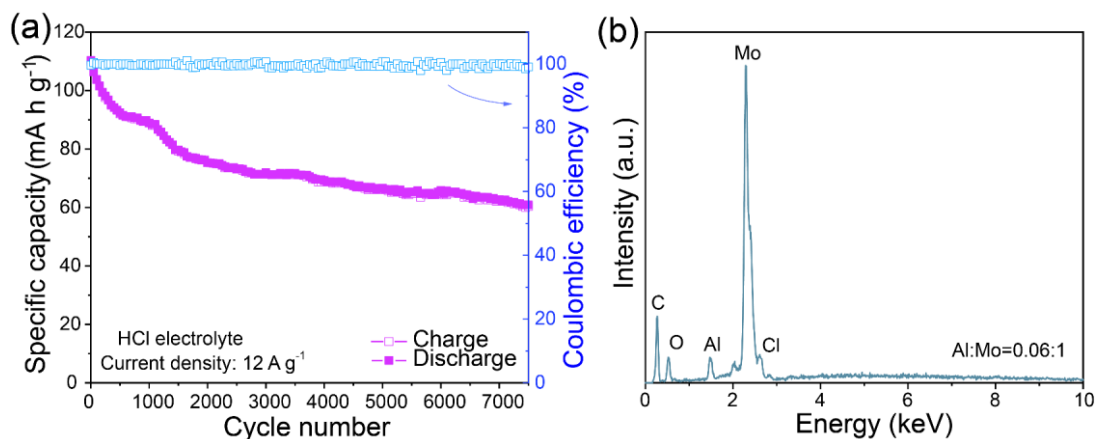 (a)
120
100
80
60
40
20
0
Specific capacity (mA h g⁻¹)
0 1000 2000 3000 4000 5000 6000 7000
Cycle number
100
80
60
40
20
0
Coulombic efficiency (%)
HCl electrolyte
Current density: 12 A g⁻¹
Charge
Discharge
(b)
Intensity (a.u.)
Mo
C
O
Al
Cl
Al:Mo=0.06:1
0 2 4 6 8 10
Energy (keV)